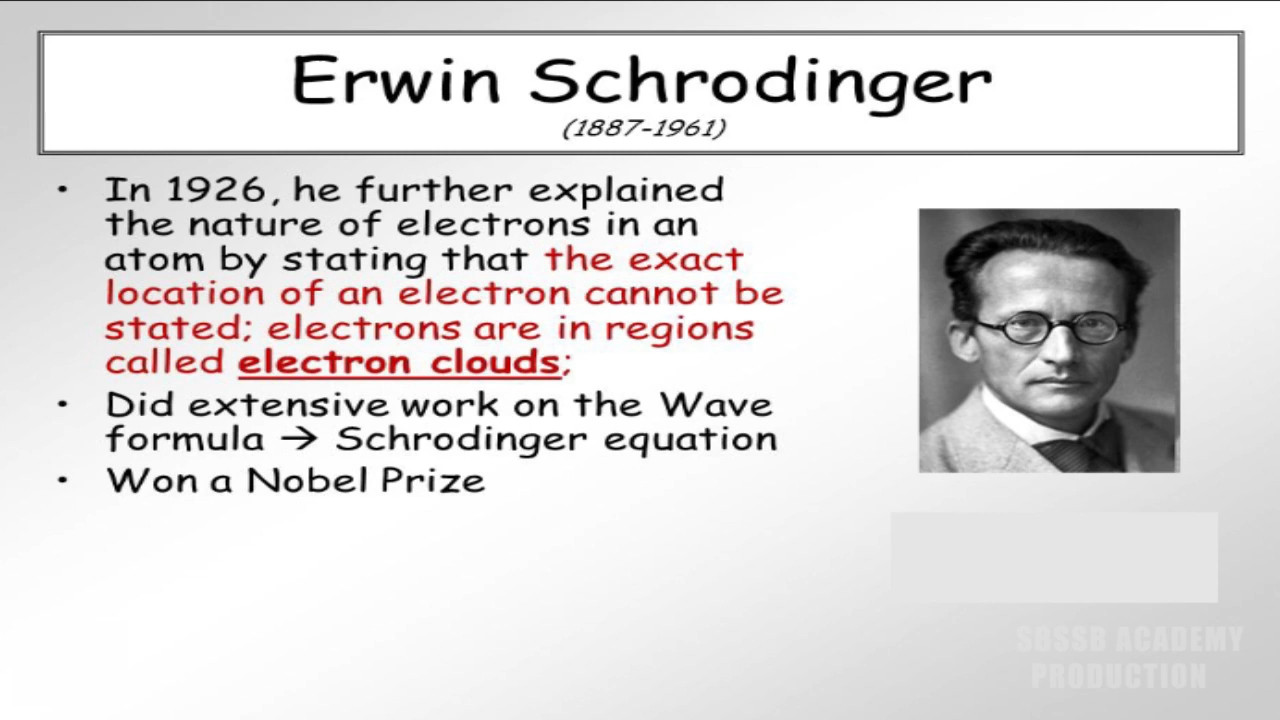 Erwin Schrodinger
(1887-1961)
• In 1926, he further explained
the nature of electrons in an
atom by stating that the exact
location of an electron cannot be
stated; electrons are in regions
called electron clouds;
• Did extensive work on the Wave
formula → Schrodinger equation
• Won a Nobel Prize
SGSSB ACADEMY
PRODUCTION